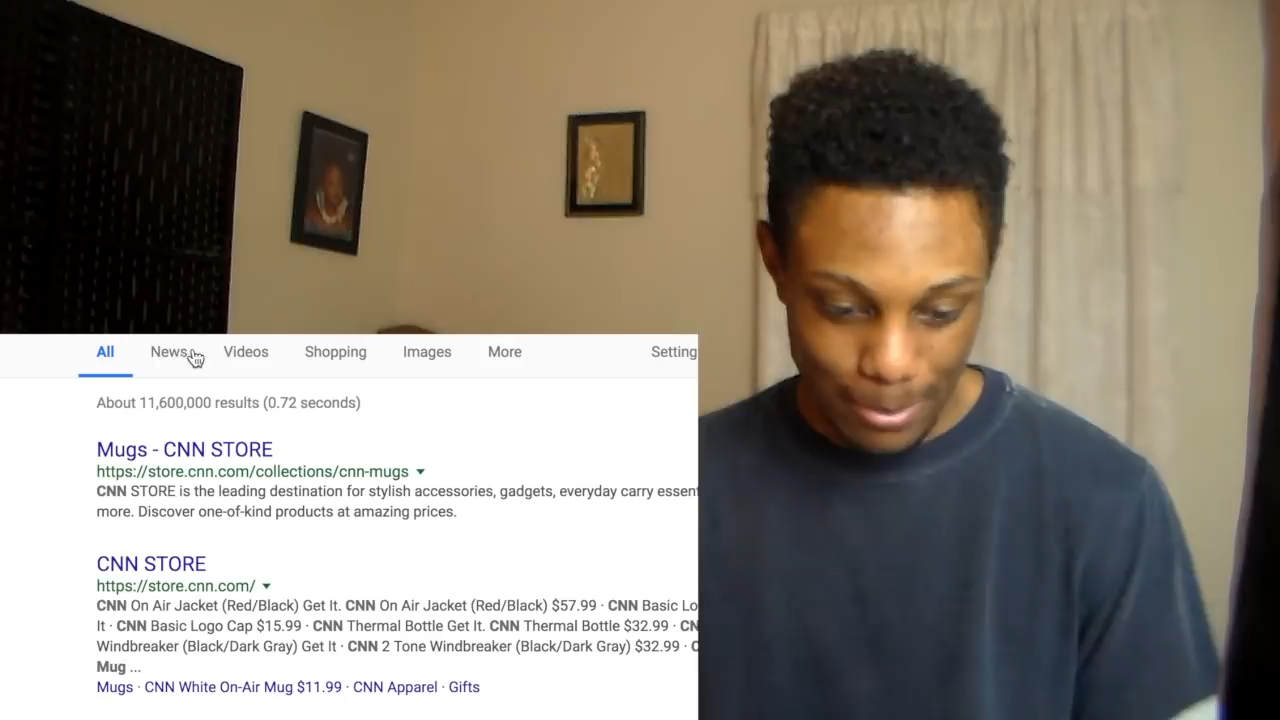 All News Videos Shopping Images More Setting
About 11,600,000 results (0.72 seconds)
Mugs - CNN STORE
https://store.cnn.com/collections/cnn-mugs
CNN STORE is the leading destination for stylish accessories, gadgets, everyday carry essen
more. Discover one-of-kind products at amazing prices.
CNN STORE
https://store.cnn.com/
CNN On Air Jacket (Red/Black) Get It. CNN On Air Jacket (Red/Black) $57.99 · CNN Basic Lo
It · CNN Basic Logo Cap $15.99 · CNN Thermal Bottle Get It. CNN Thermal Bottle $32.99 · CN
Windbreaker (Black/Dark Gray) Get It · CNN 2 Tone Windbreaker (Black/Dark Gray) $32.99 · C
Mug ...
Mugs · CNN White On-Air Mug $11.99 · CNN Apparel · Gifts